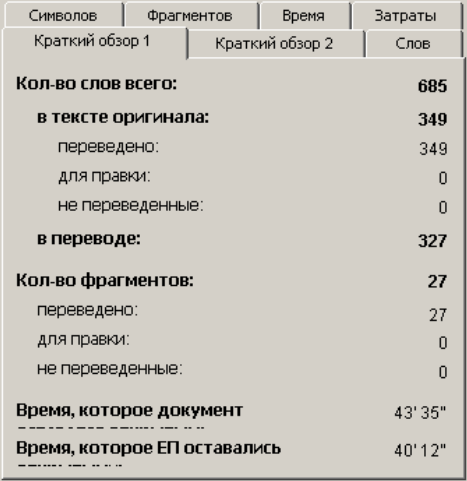 Символов Фрагментов Время Затраты
Краткий обзор 1 Краткий обзор 2 Слов
Кол-во слов всего: 685
в тексте оригинала: 349
переведено: 349
для правки: 0
не переведенные: 0
в переводе: 327
Кол-во фрагментов: 27
переведено: 27
для правки: 0
не переведенные: 0
Время, которое документ 43'35"
Время, которое ЕП оставались 40'12"